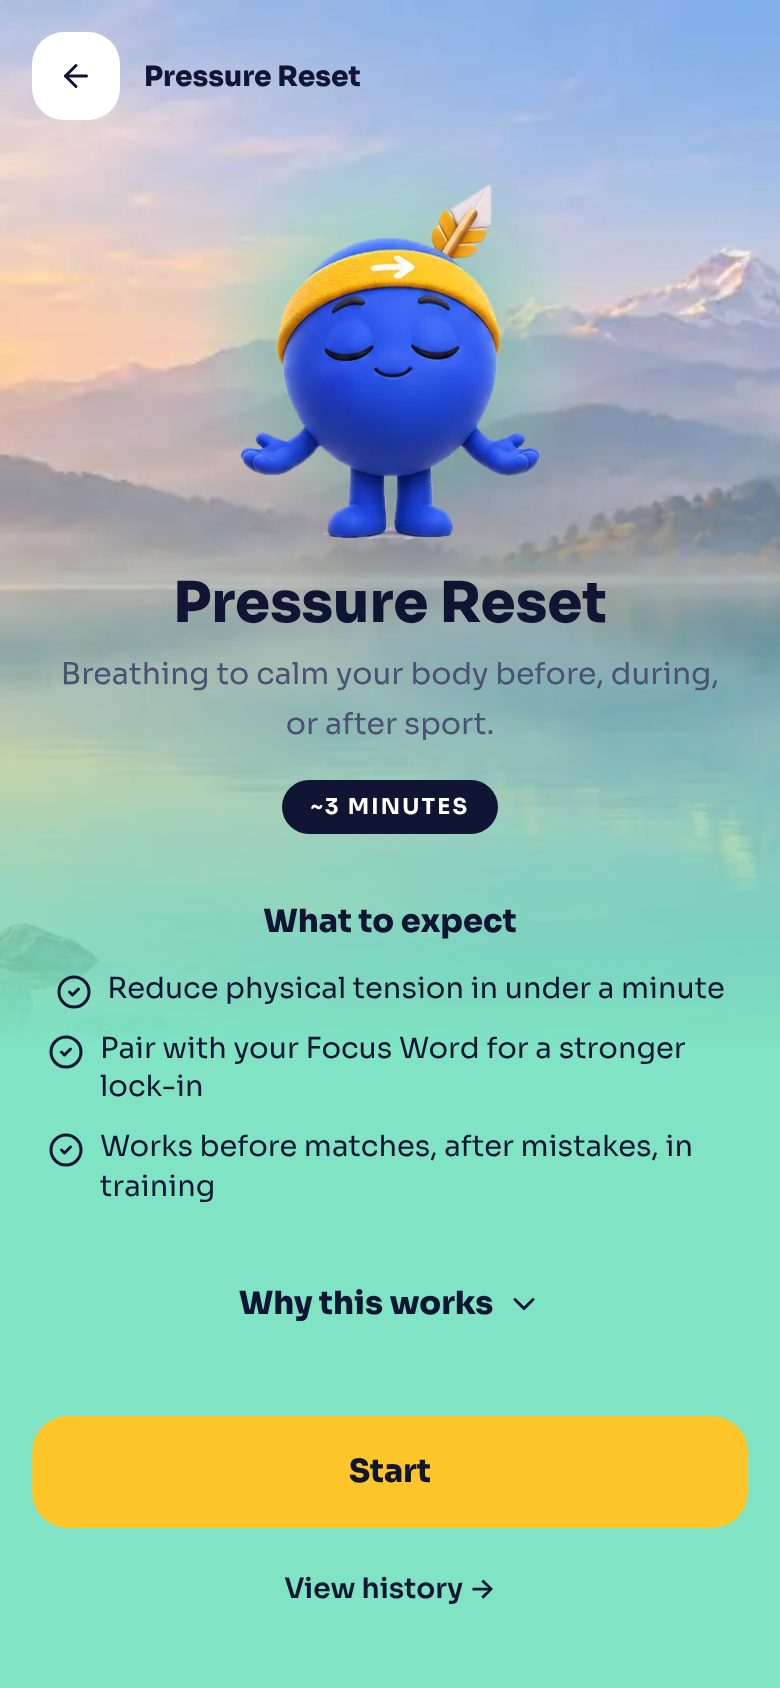 Pressure Reset
Pressure Reset
Breathing to calm your body before, during,
or after sport.
~3 MINUTES
What to expect
Reduce physical tension in under a minute
Pair with your Focus Word for a stronger
lock-in
Works before matches, after mistakes, in
training
Why this works
Start
View history →